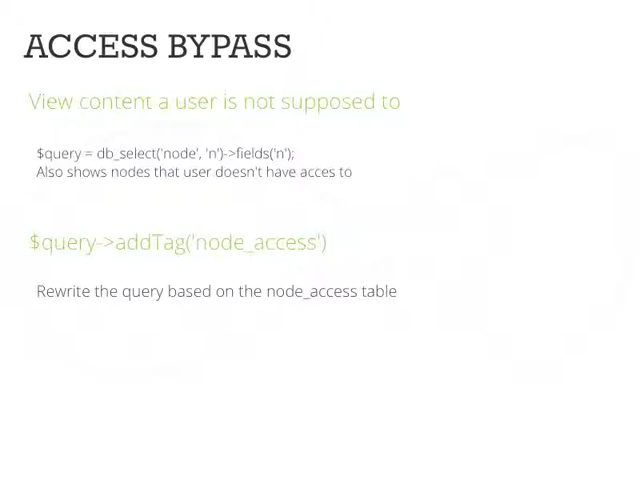 ACCESS BYPASS
View content a user is not supposed to
$query = db_select('node', 'n')->fields('n');
Also shows nodes that user doesn't have acces to
$query->addTag('node_access')
Rewrite the query based on the node_access table